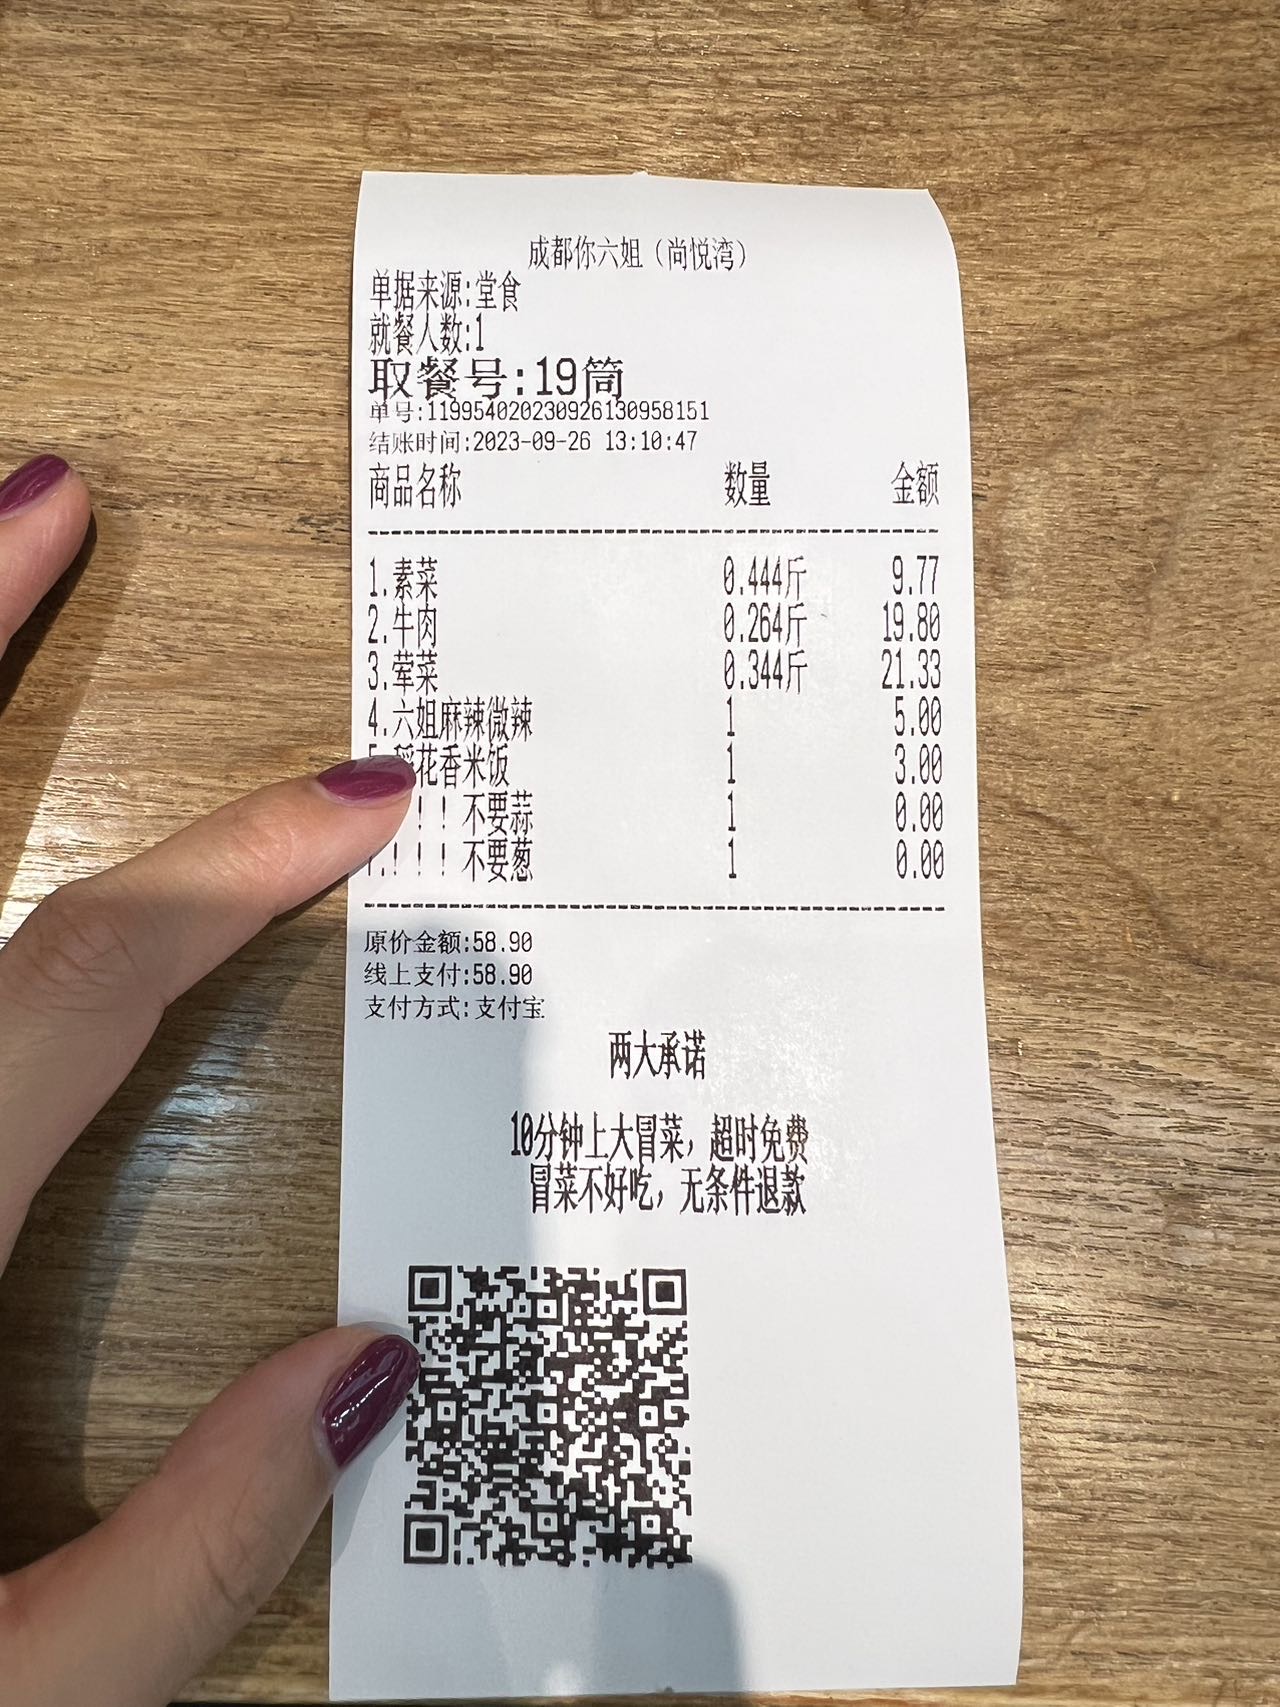 成都你六姐（尚悦湾）
单据来源:堂食
就餐人数:1
取餐号:19筒
单号:119954020230926130958151
结账时间:2023-09-26 13:10:47
商品名称 数量 金额
1.素菜 0.444斤 9.77
2.牛肉 0.264斤 19.80
3.荤菜 0.344斤 21.33
4.六姐麻辣微辣 1 5.00
5.稻花香米饭 1 3.00
！！不要蒜 1 0.00
7.！！！不要葱 1 0.00
原价金额:58.90
线上支付:58.90
支付方式:支付宝
两大承诺
10分钟上大冒菜，超时免费
冒菜不好吃，无条件退款